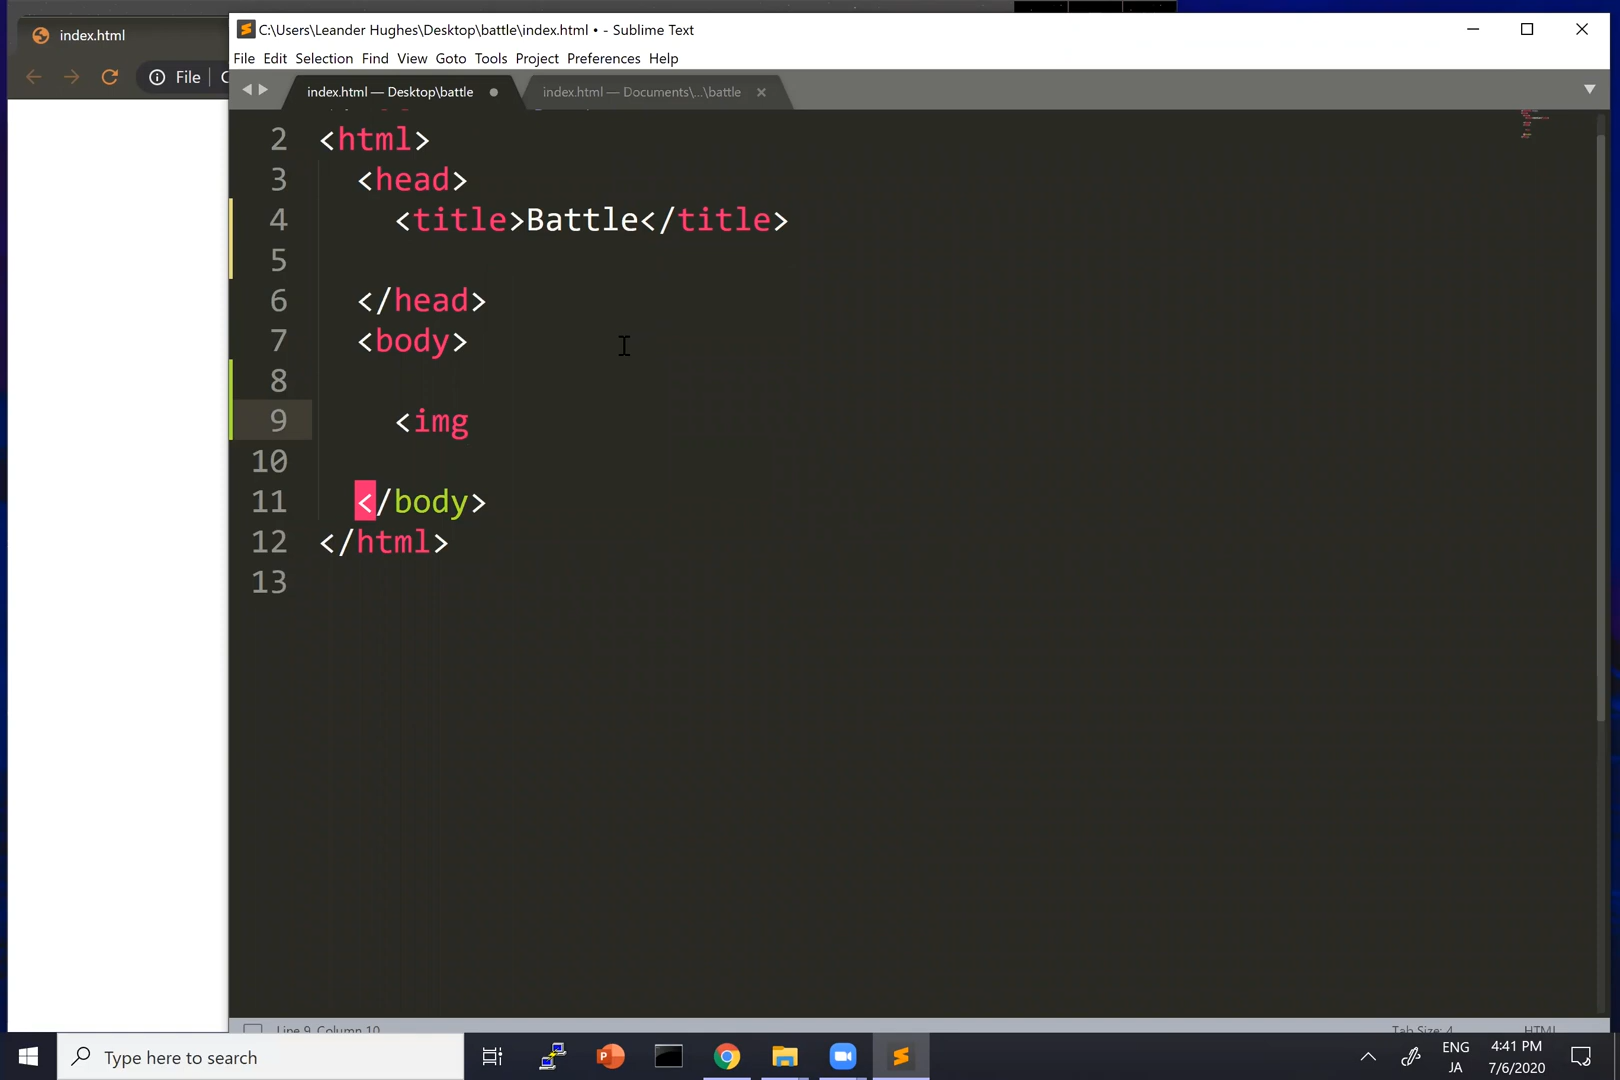 index.html
C:\Users\Leander Hughes\Desktop\battle\index.html • - Sublime Text
File Edit Selection Find View Goto Tools Project Preferences Help
File
index.html — Desktop\battle
index.html — Documents\...\battle
2 <html>
3 <head>
4 <title>Battle</title>
5
6 </head>
7 <body>
8
9 <img
10
11 </body>
12 </html>
13
Line 9, Column 10
Tab Size: 4
HTML
Type here to search
ENG
JA
4:41 PM
7/6/2020